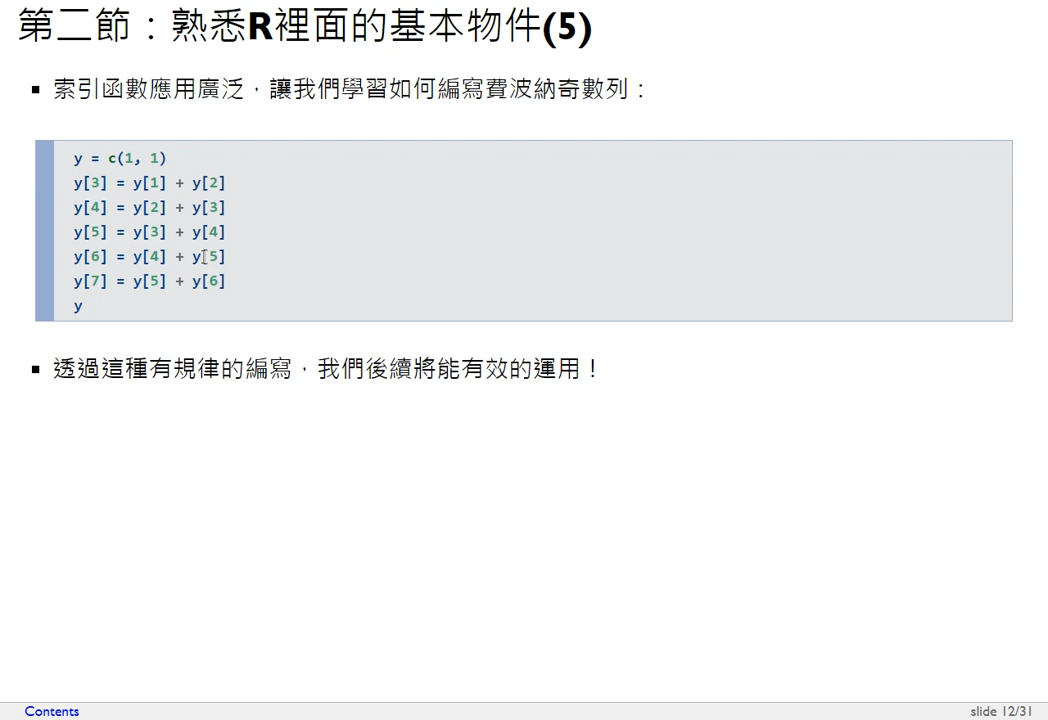 第二節：熟悉R裡面的基本物件(5)
索引函數應用廣泛，讓我們學習如何編寫費波納奇數列：
y = c(1, 1)
y[3] = y[1] + y[2]
y[4] = y[2] + y[3]
y[5] = y[3] + y[4]
y[6] = y[4] + y[5]
y[7] = y[5] + y[6]
y
透過這種有規律的編寫，我們後續將能有效的運用！
Contents
slide 12/31